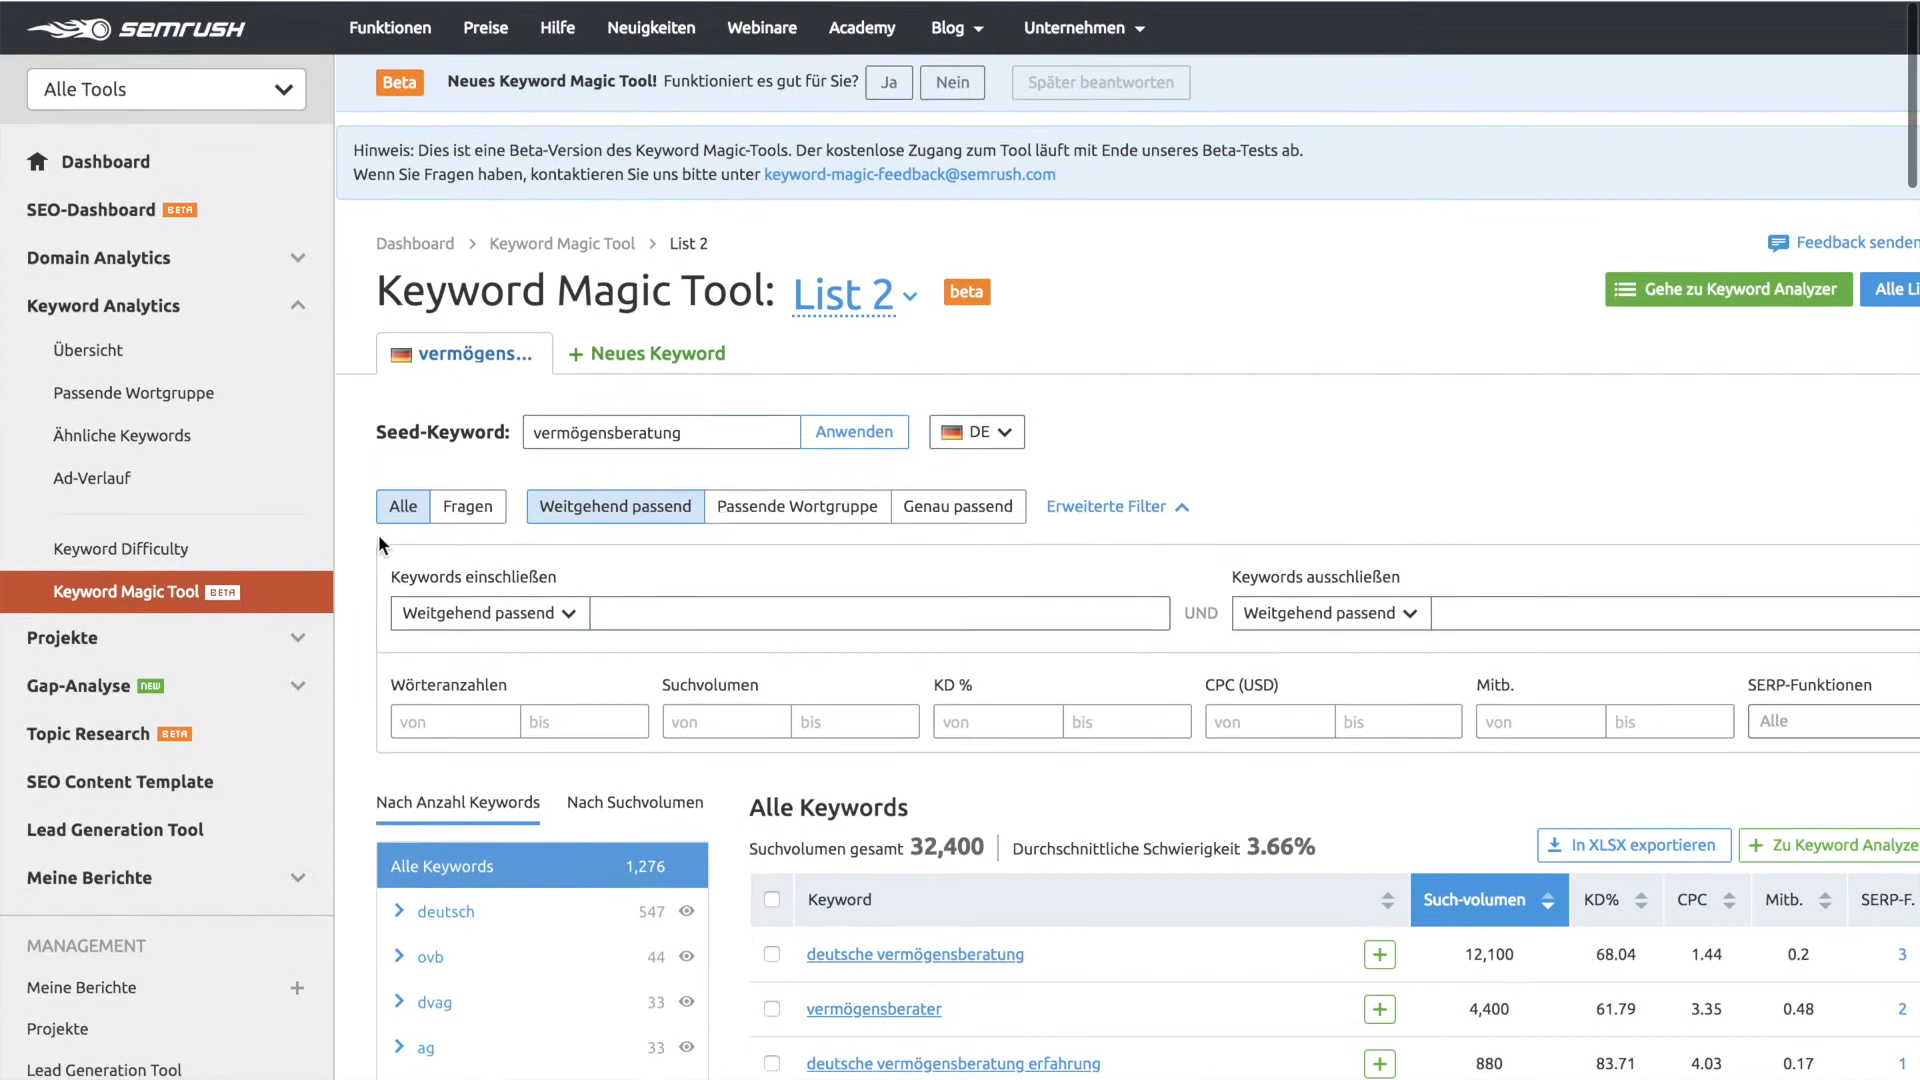 semrush
Funktionen Preise Hilfe Neuigkeiten Webinare Academy Blog Unternehmen
Alle Tools
Beta Neues Keyword Magic Tool! Funktioniert es gut für Sie? Ja Nein Später beantworten
Hinweis: Dies ist eine Beta-Version des Keyword Magic-Tools. Der kostenlose Zugang zum Tool läuft mit Ende unseres Beta-Tests ab.
Wenn Sie Fragen haben, kontaktieren Sie uns bitte unter keyword-magic-feedback@semrush.com
Dashboard
SEO-Dashboard BETA
Domain Analytics
Keyword Analytics
Übersicht
Passende Wortgruppe
Ähnliche Keywords
Ad-Verlauf
Keyword Difficulty
Keyword Magic Tool BETA
Projekte
Gap-Analyse NEW
Topic Research BETA
SEO Content Template
Lead Generation Tool
Meine Berichte
MANAGEMENT
Meine Berichte
Projekte
Lead Generation Tool
Dashboard > Keyword Magic Tool > List 2
Feedback senden
Keyword Magic Tool: List 2 beta
Gehe zu Keyword Analyzer
Alle Li
vermögens... + Neues Keyword
Seed-Keyword: vermögensberatung Anwenden DE
Alle Fragen Weitgehend passend Passende Wortgruppe Genau passend Erweiterte Filter
Keywords einschließen Keywords ausschließen
Weitgehend passend UND Weitgehend passend
Wörteranzahlen Suchvolumen KD % CPC (USD) Mitb. SERP-Funktionen
von bis von bis von bis von bis von bis Alle
Nach Anzahl Keywords Nach Suchvolumen
Alle Keywords 1,276
deutsch 547
ovb 44
dvag 33
ag 33
Alle Keywords
Suchvolumen gesamt 32,400 Durchschnittliche Schwierigkeit 3.66%
In XLSX exportieren + Zu Keyword Analyze
Keyword Such-volumen KD% CPC Mitb. SERP-F.
deutsche vermögensberatung + 12,100 68.04 1.44 0.2 3
vermögensberater + 4,400 61.79 3.35 0.48 2
deutsche vermögensberatung erfahrung + 880 83.71 4.03 0.17 1